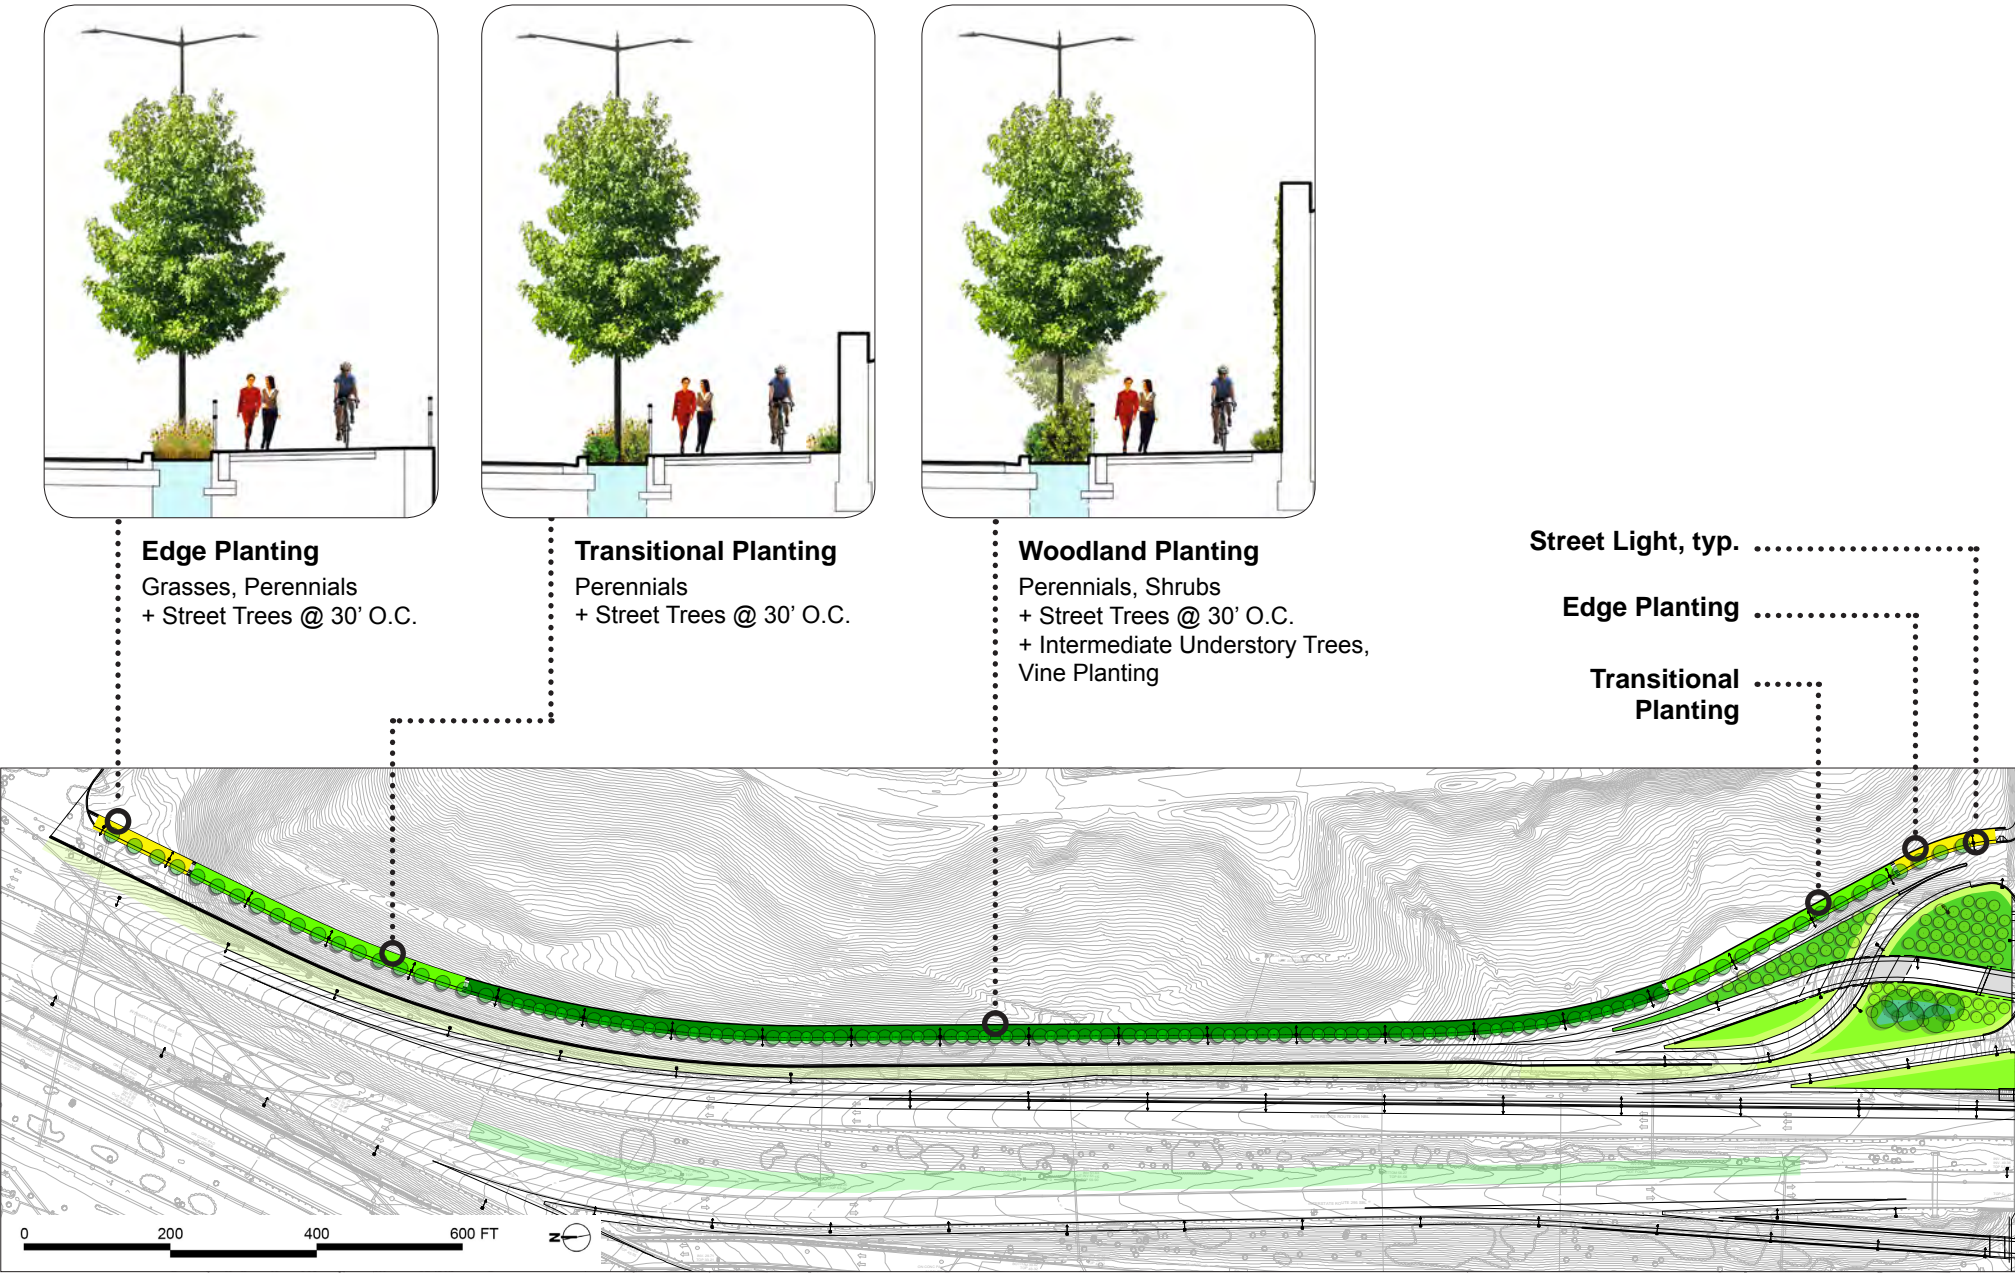 Edge Planting
Grasses, Perennials
+ Street Trees @ 30’ O.C.
Transitional Planting
Perennials
+ Street Trees @ 30’ O.C.
Woodland Planting
Perennials, Shrubs
+ Street Trees @ 30’ O.C.
+ Intermediate Understory Trees,
Vine Planting
Street Light, typ.
Edge Planting
Transitional
Planting
0 200 400 600 FT
N